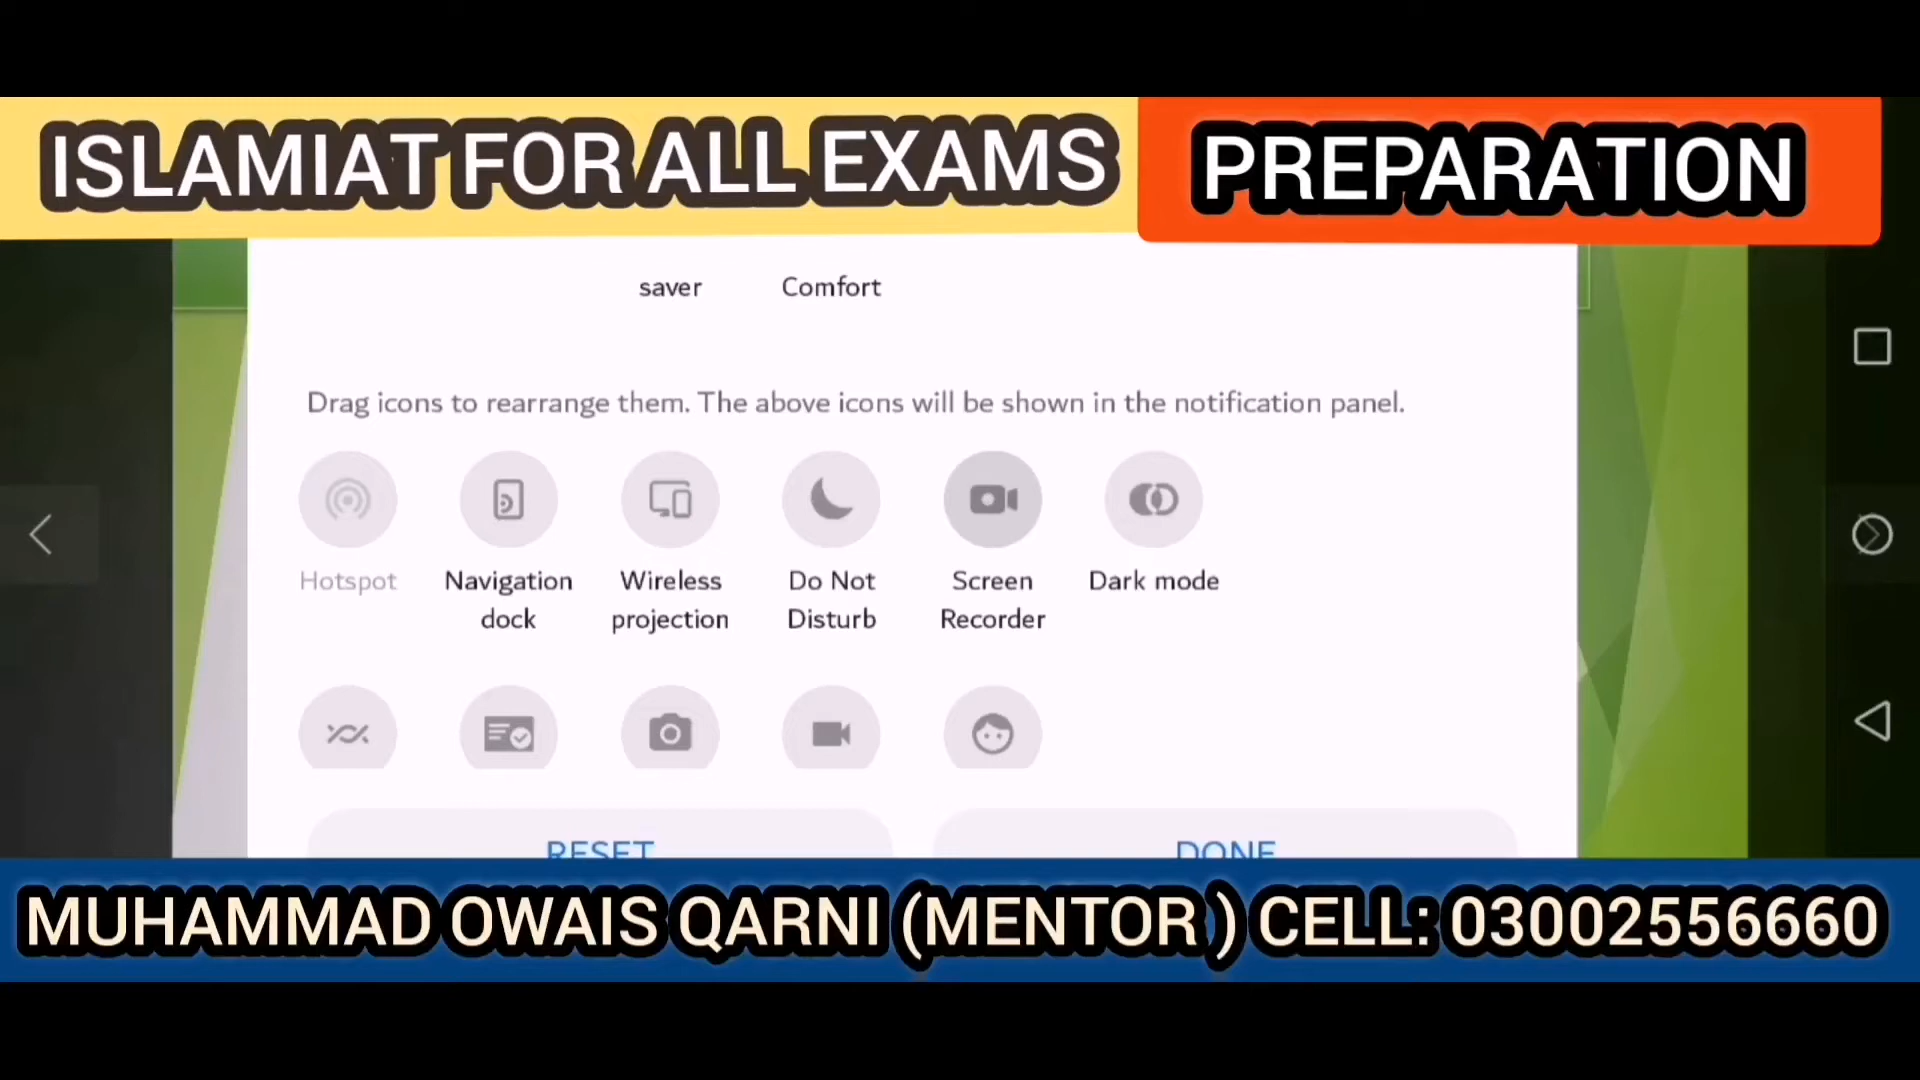 ISLAMIAT FOR ALL EXAMS PREPARATION
saver Comfort
Drag icons to rearrange them. The above icons will be shown in the notification panel.
Hotspot Navigation dock Wireless projection Do Not Disturb Screen Recorder Dark mode
RESET DONE
MUHAMMAD OWAIS QARNI (MENTOR ) CELL: 03002556660